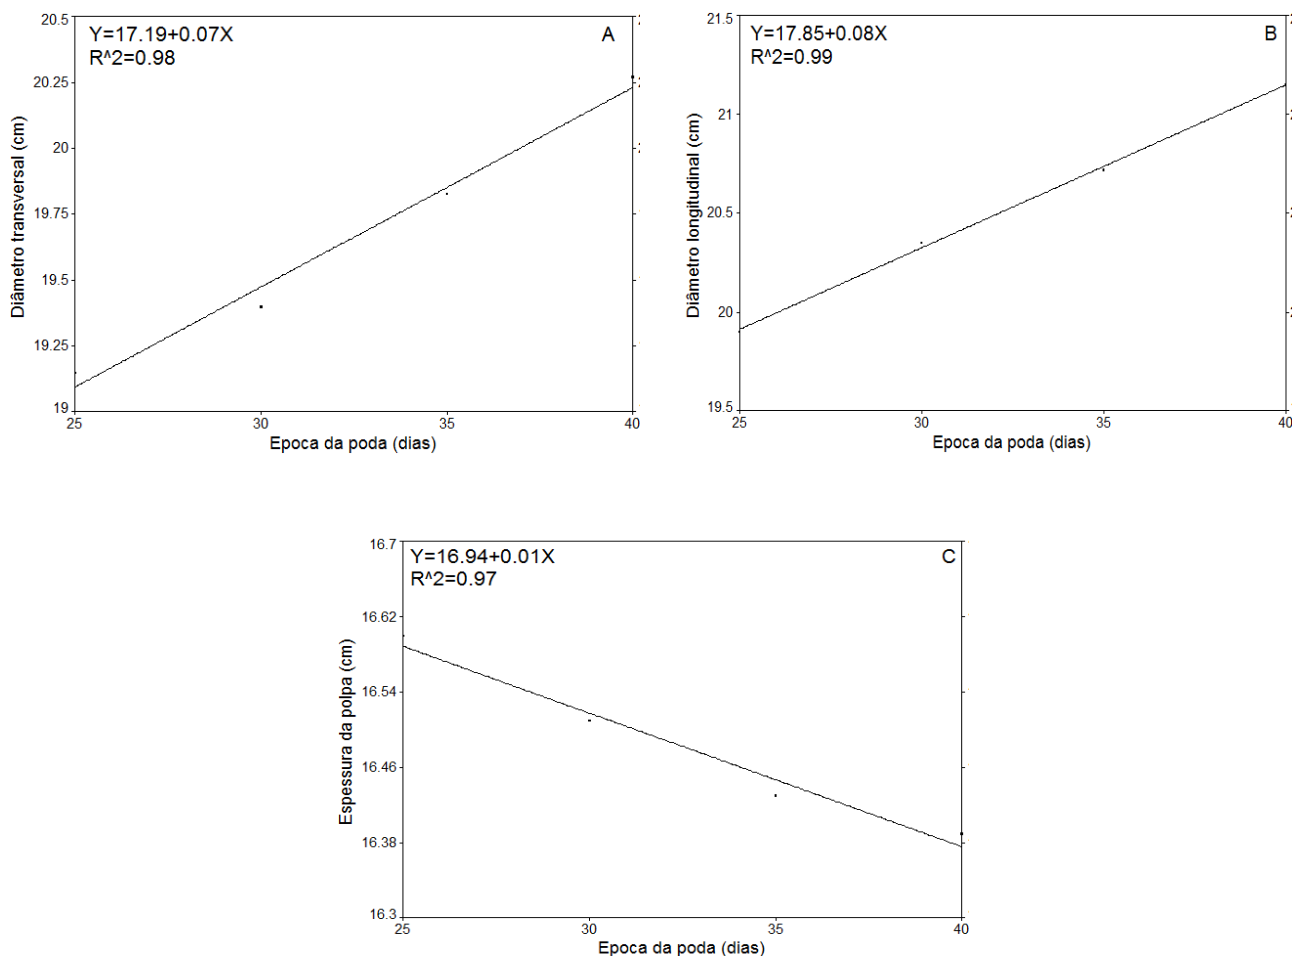 Y=17.19+0.07X
R^2=0.98
A
20.5
20.25
20
19.75
19.5
19.25
19
Diâmetro transversal (cm)
25
30
35
40
Epoca da poda (dias)
Y=17.85+0.08X
R^2=0.99
B
21.5
21
20.5
20
19.5
Diâmetro longitudinal (cm)
25
30
35
40
Epoca da poda (dias)
Y=16.94+0.01X
R^2=0.97
C
16.7
16.62
16.54
16.46
16.38
16.3
Espessura da polpa (cm)
25
30
35
40
Epoca da poda (dias)